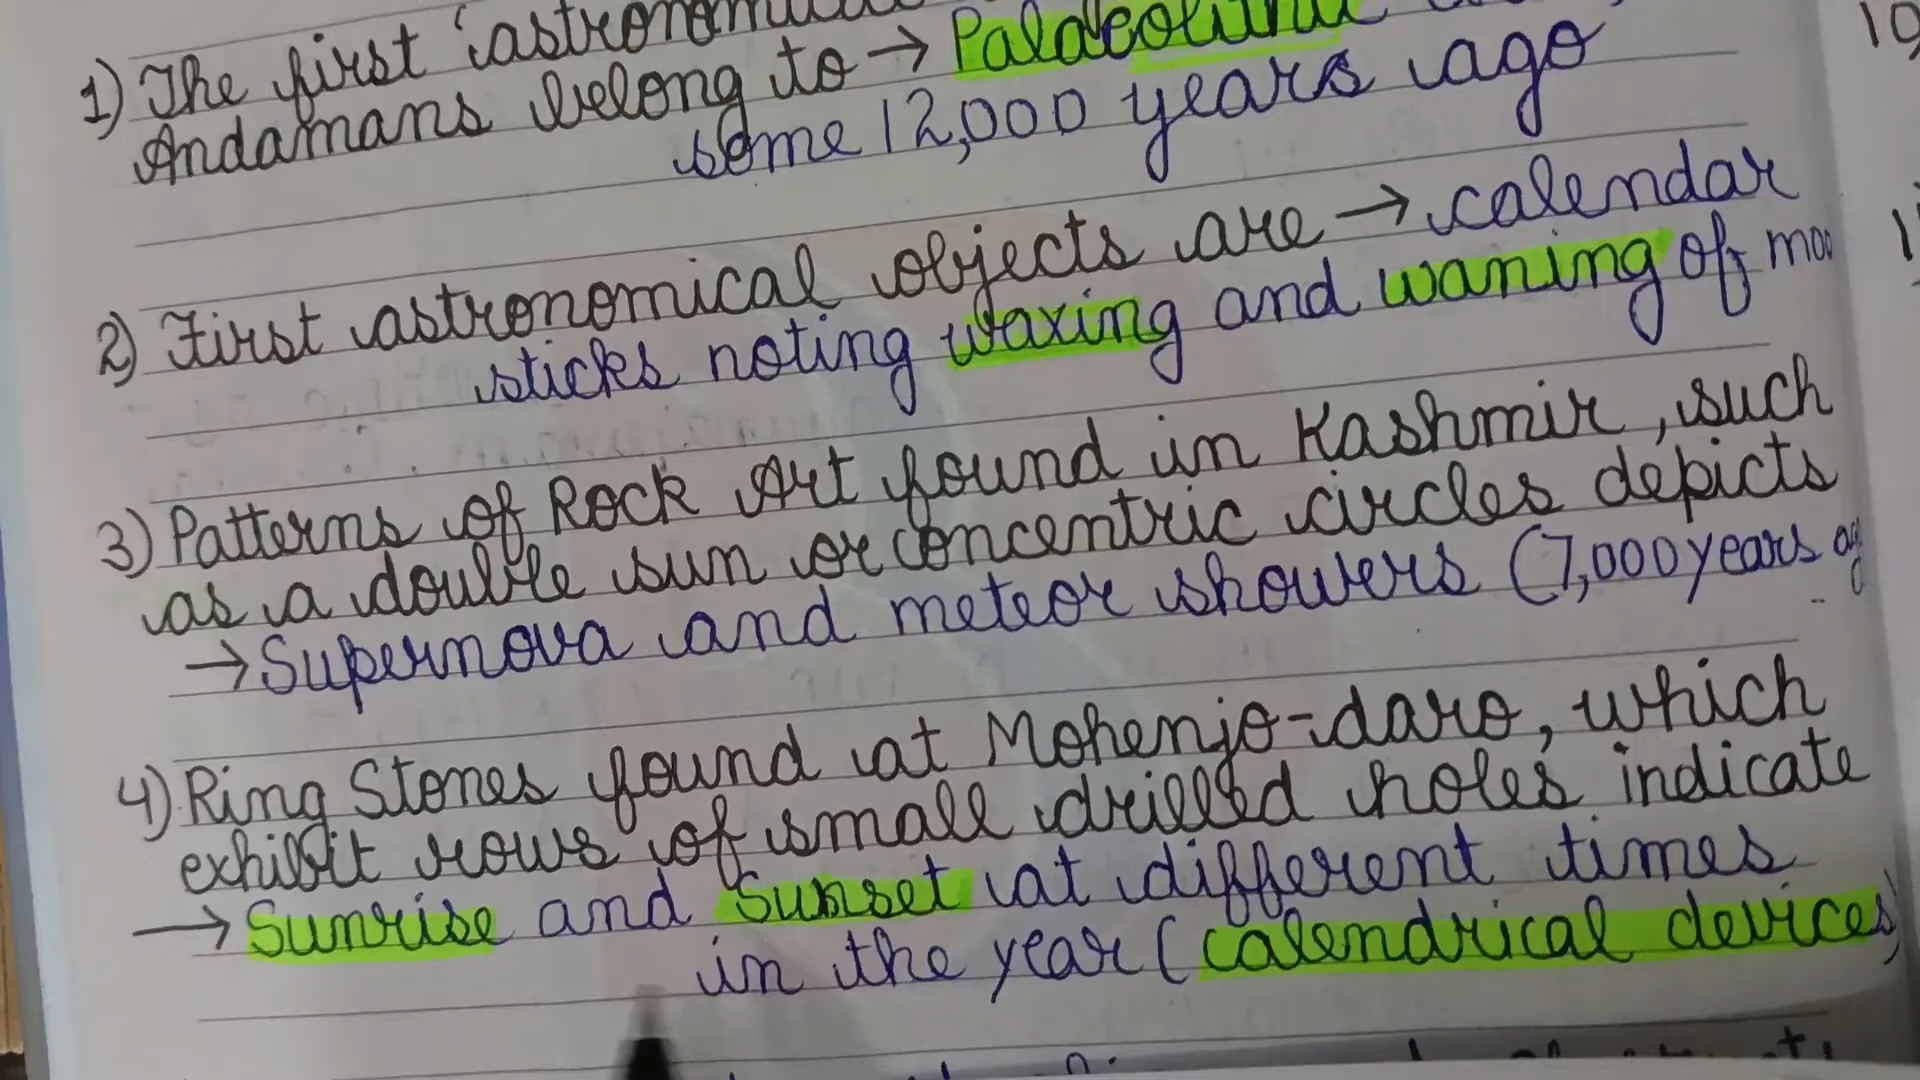 1) The first astronomical
Andamans belong to → Palaeolithic
some 12,000 years ago
2) First astronomical objects are → calendar
sticks noting waxing and waning of moo
3) Patterns of Rock Art found in Kashmir, such
as a double sun or concentric circles depicts
→ Supernova and meteor showers (7,000 years ag
4) Ring Stones found at Mohenjo-daro, which
exhibit rows of small drilled holes indicate
→ Sunrise and Sunset at different times
in the year (calendrical devices)